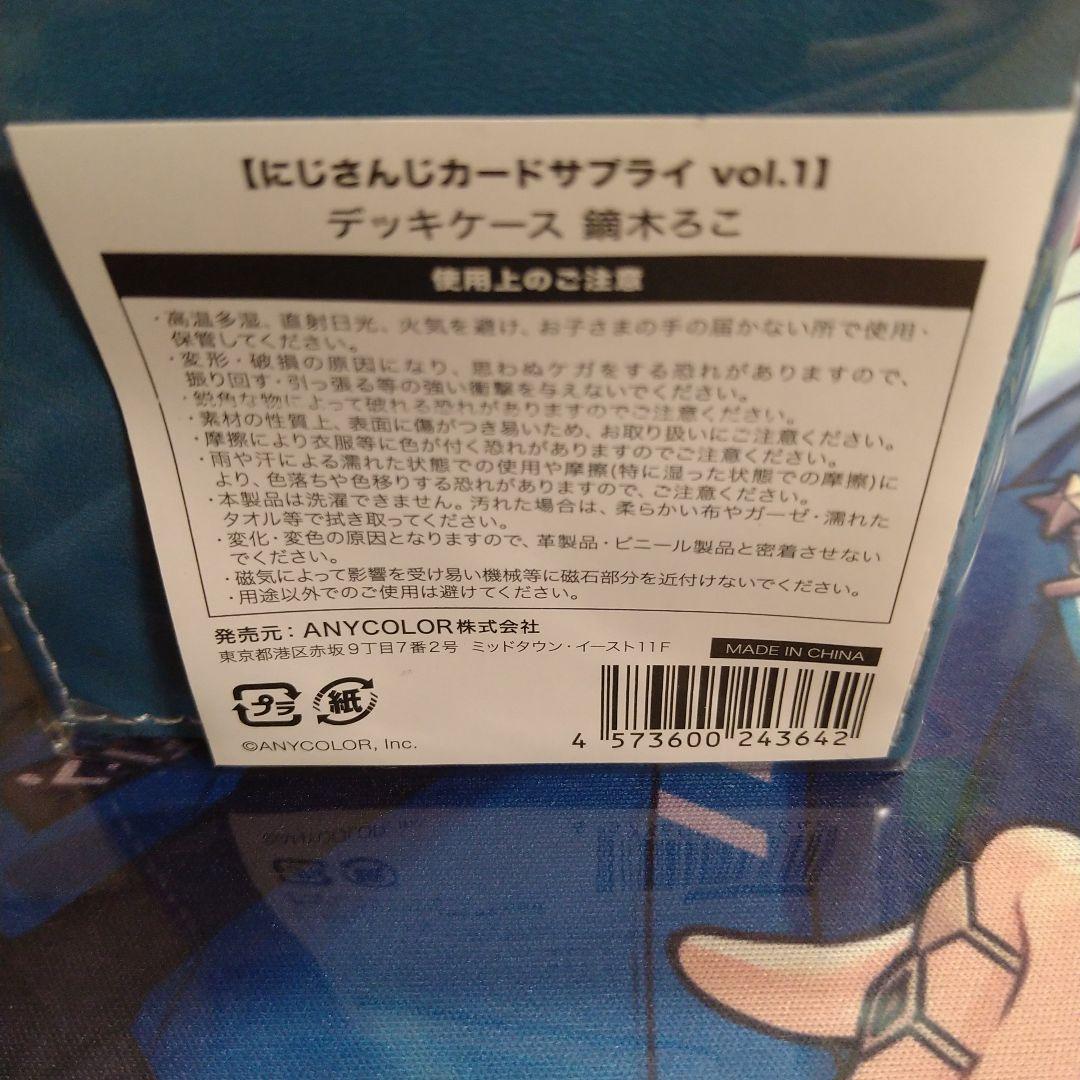 【にじさんじカードサプライ vol.1】
デッキケース 鏑木ろこ
使用上のご注意
・高温多湿、直射日光、火気を避け、お子さまの手の届かない所で使用・
保管してください。
・変形・破損の原因になり、思わぬケガをする恐れがありますので、
振り回す・引っ張る等の強い衝撃を与えないでください。
・鋭角な物によって破れる恐れがありますのでご注意ください。
・素材の性質上、表面に傷がつき易いため、お取り扱いにご注意ください。
・摩擦により衣服等に色が付く恐れがありますのでご注意ください。
・雨や汗による濡れた状態での使用や摩擦(特に湿った状態での摩擦)に
より、色落ちや色移りする恐れがありますので、ご注意ください。
・本製品は洗濯できません。汚れた場合は、柔らかい布やガーゼ・濡れた
タオル等で拭き取ってください。
・変化・変色の原因となりますので、革製品・ビニール製品と密着させない
でください。
・磁気によって影響を受け易い機械等に磁石部分を近付けないでください。
・用途以外でのご使用は避けてください。
発売元：ANYCOLOR株式会社
東京都港区赤坂9丁目7番2号 ミッドタウン・イースト11F
MADE IN CHINA
プラ 紙
©ANYCOLOR, Inc.
4 573600 243642